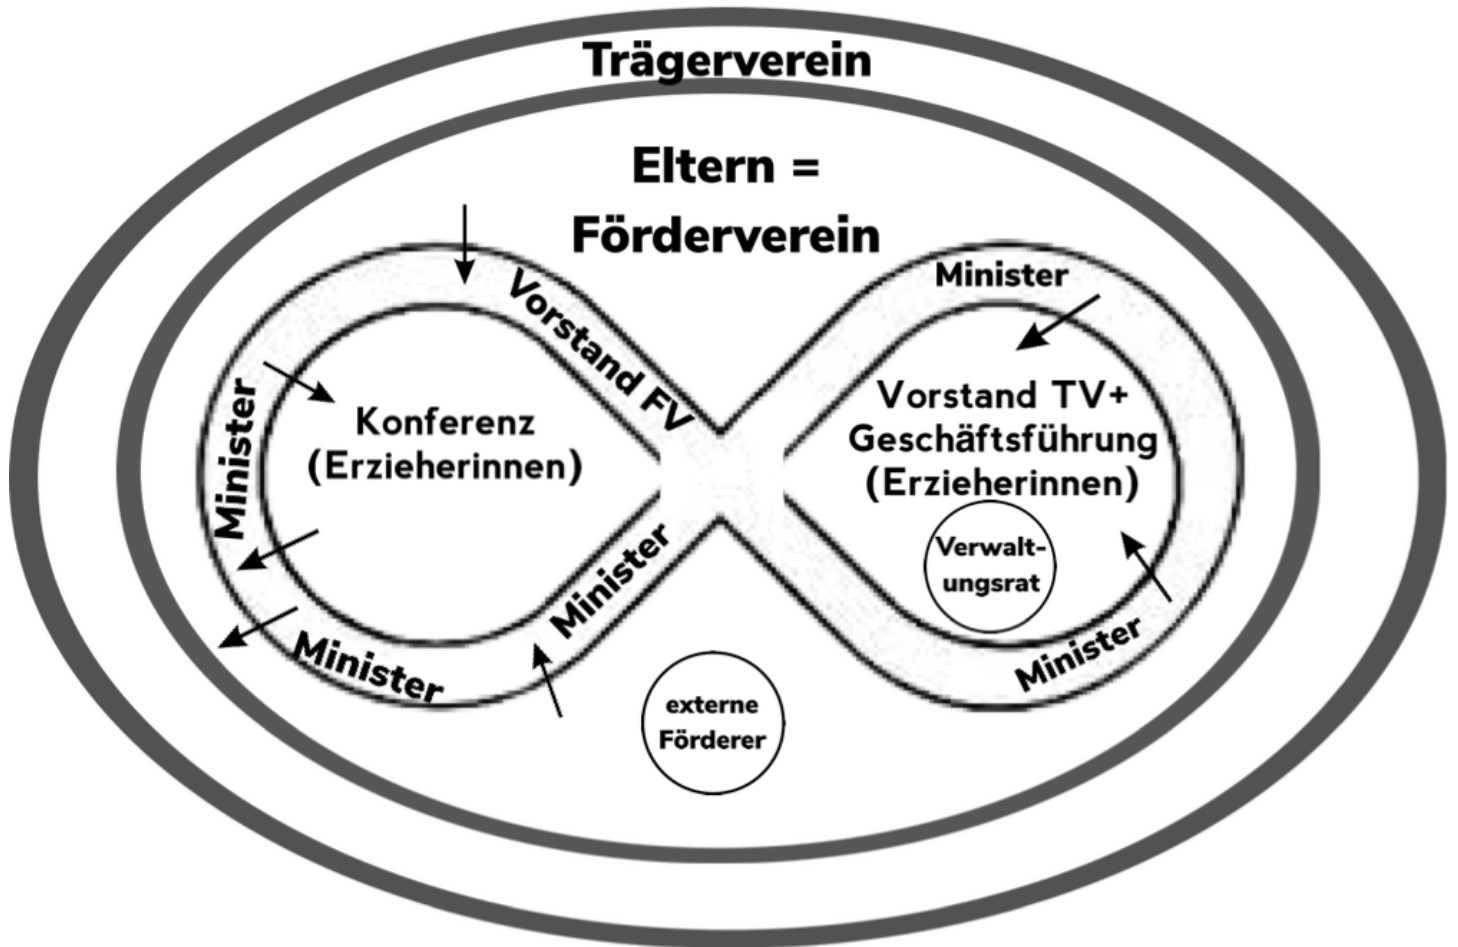 Trägerverein
Eltern =
Förderverein
Minister
Vorstand FV
Minister
Konferenz
(Erzieherinnen)
Vorstand TV+
Geschäftsführung
(Erzieherinnen)
Verwalt-
ungsrat
Minister
Minister
Minister
externe
Förderer